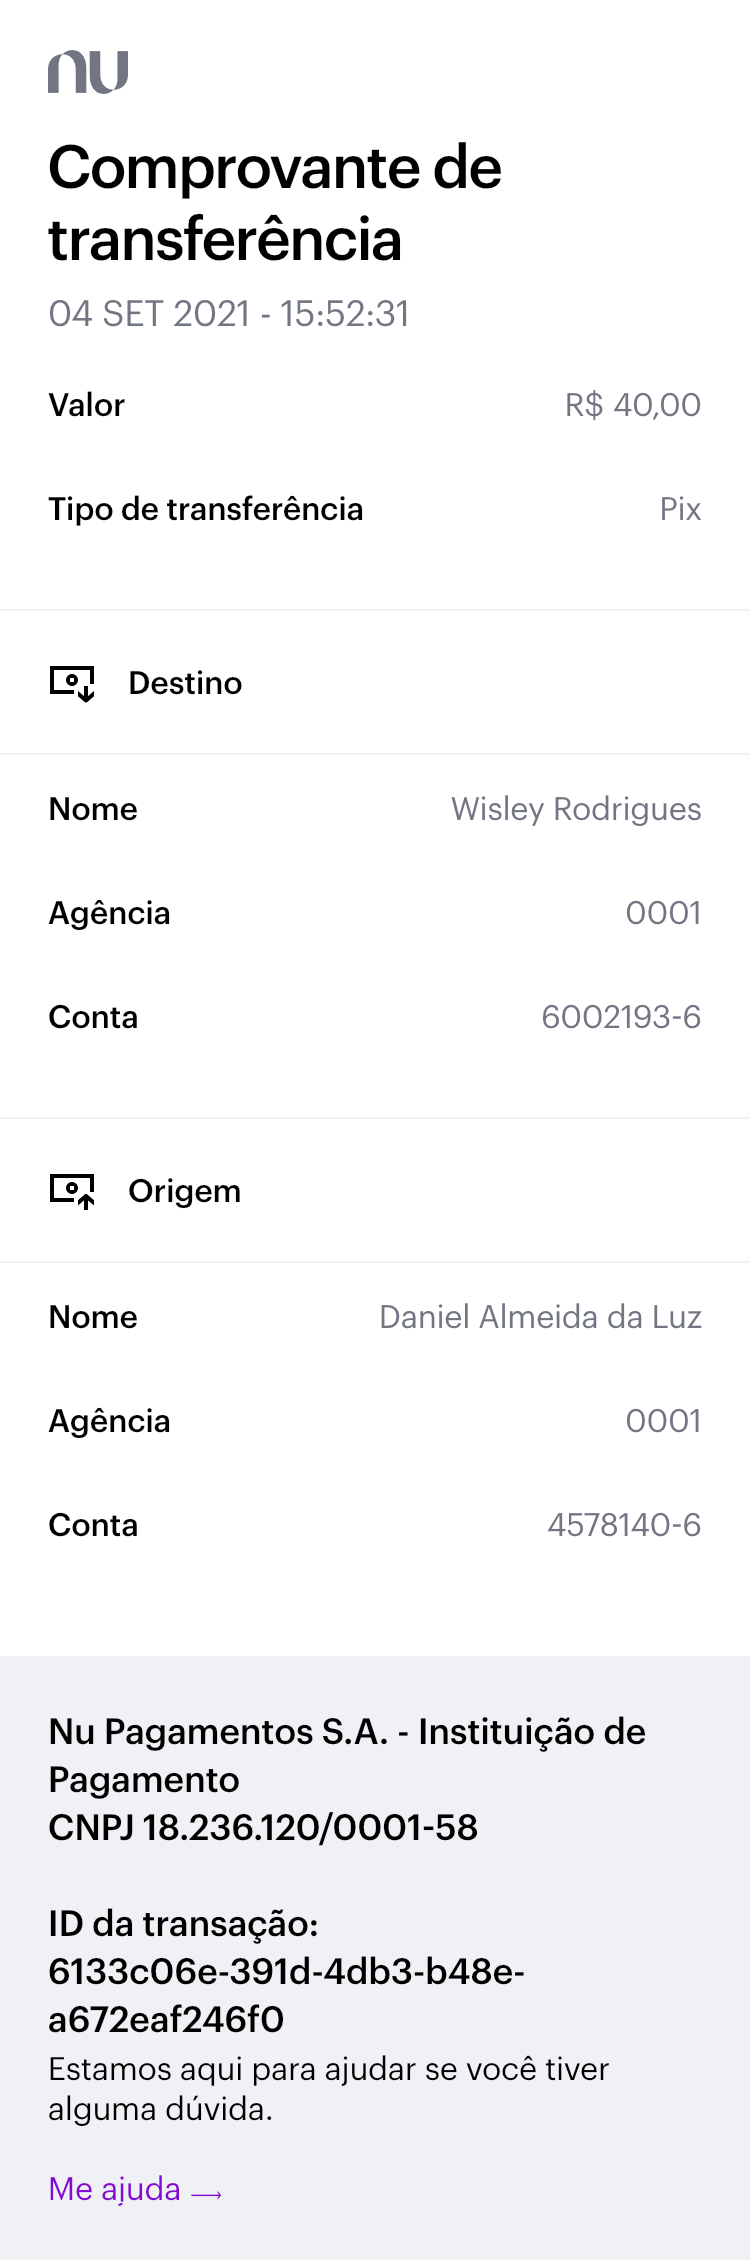 nu
Comprovante de
transferência
04 SET 2021 - 15:52:31
Valor R$ 40,00
Tipo de transferência Pix
Destino
Nome Wisley Rodrigues
Agência 0001
Conta 6002193-6
Origem
Nome Daniel Almeida da Luz
Agência 0001
Conta 4578140-6
Nu Pagamentos S.A. - Instituição de
Pagamento
CNPJ 18.236.120/0001-58
ID da transação:
6133c06e-391d-4db3-b48e-
a672eaf246f0
Estamos aqui para ajudar se você tiver
alguma dúvida.
Me ajuda